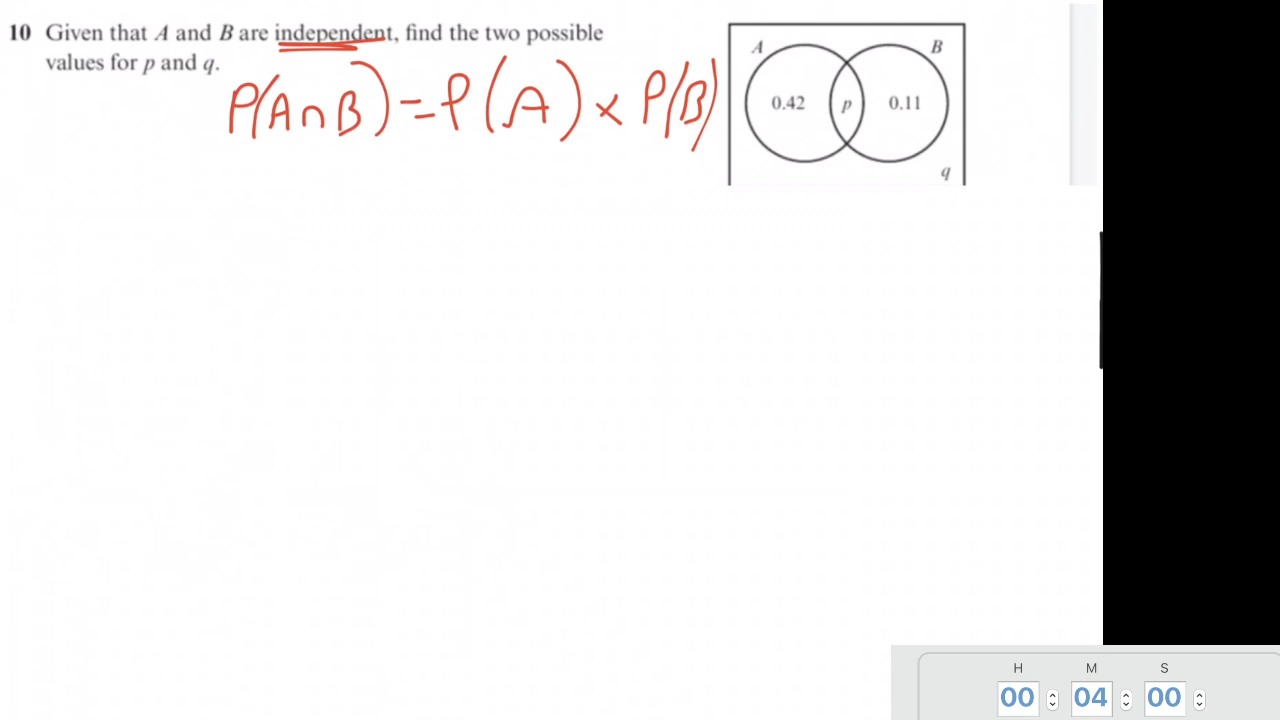 10 Given that A and B are independent, find the two possible
values for p and q.
P(A∩B) = P(A) × P(B)
A B
0.42 p 0.11
q
H M S
00 04 00